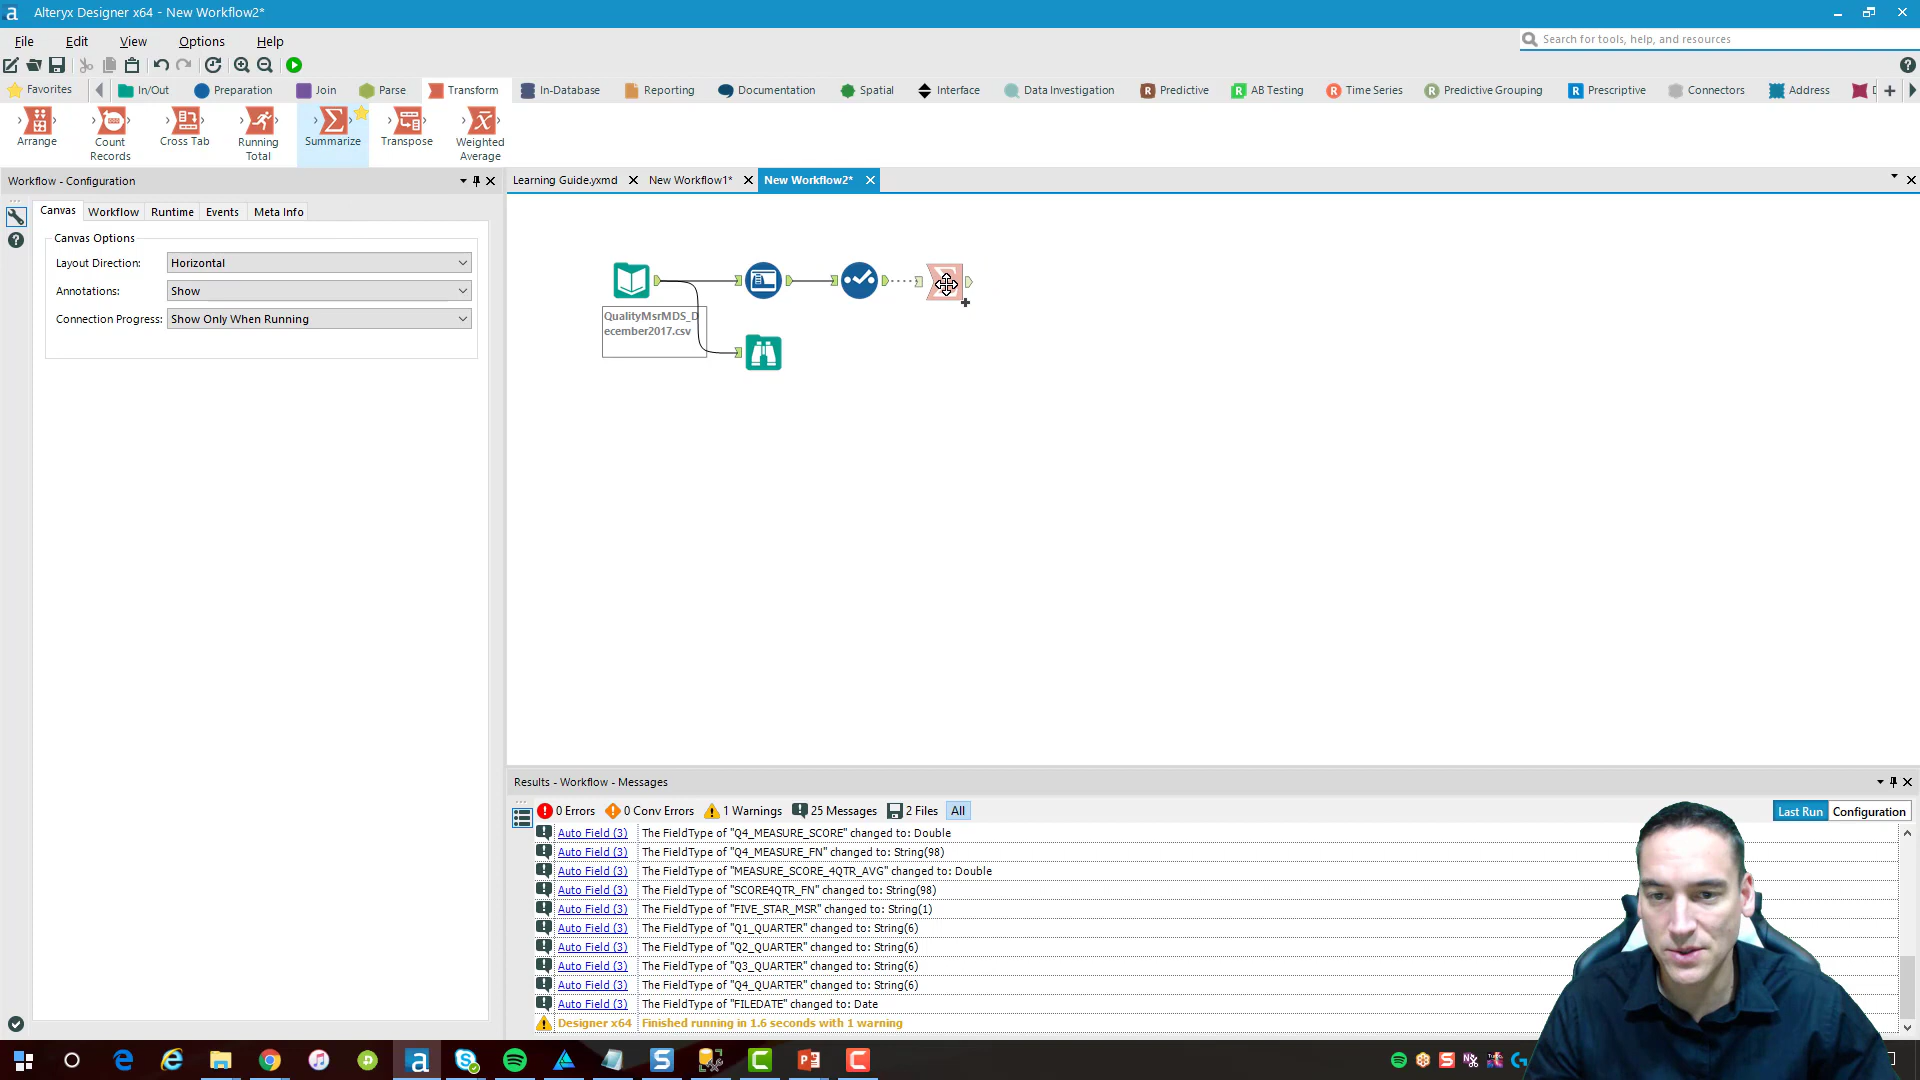 Alteryx Designer x64 - New Workflow2*
File Edit View Options Help
Search for tools, help, and resources
Favorites In/Out Preparation Join Parse Transform In-Database Reporting Documentation Spatial Interface Data Investigation Predictive AB Testing Time Series Predictive Grouping Prescriptive Connectors Address
Arrange Count Records Cross Tab Running Total Summarize Transpose Weighted Average
Workflow - Configuration
Learning Guide.yxmd New Workflow1* New Workflow2*
Canvas Workflow Runtime Events Meta Info
Canvas Options
Layout Direction: Horizontal
Annotations: Show
Connection Progress: Show Only When Running
QualityMsrMDS_D
ecember2017.csv
Results - Workflow - Messages
0 Errors 0 Conv Errors 1 Warnings 25 Messages 2 Files All Last Run Configuration
Auto Field (3) The FieldType of "Q4_MEASURE_SCORE" changed to: Double
Auto Field (3) The FieldType of "Q4_MEASURE_FN" changed to: String(98)
Auto Field (3) The FieldType of "MEASURE_SCORE_4QTR_AVG" changed to: Double
Auto Field (3) The FieldType of "SCORE4QTR_FN" changed to: String(98)
Auto Field (3) The FieldType of "FIVE_STAR_MSR" changed to: String(1)
Auto Field (3) The FieldType of "Q1_QUARTER" changed to: String(6)
Auto Field (3) The FieldType of "Q2_QUARTER" changed to: String(6)
Auto Field (3) The FieldType of "Q3_QUARTER" changed to: String(6)
Auto Field (3) The FieldType of "Q4_QUARTER" changed to: String(6)
Auto Field (3) The FieldType of "FILEDATE" changed to: Date
Designer x64 Finished running in 1.6 seconds with 1 warning